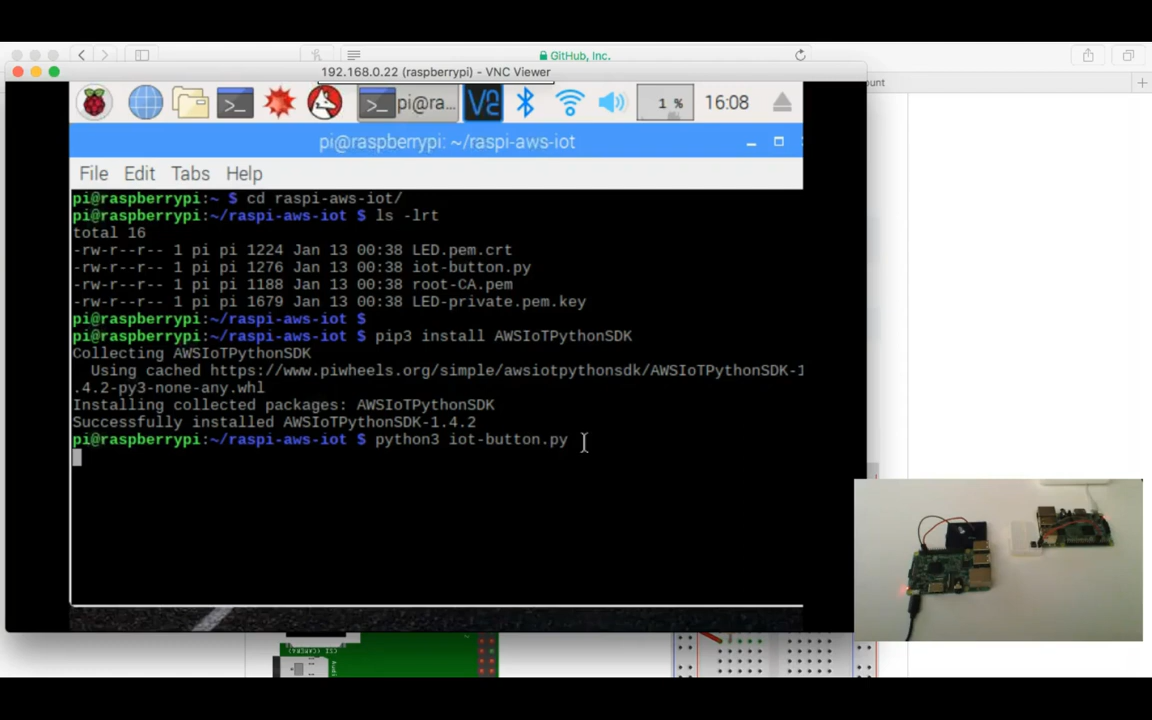 GitHub, Inc.
192.168.0.22 (raspberrypi) - VNC Viewer
ount
>_ pi@ra... V2 1 % 16:08
pi@raspberrypi: ~/raspi-aws-iot
File Edit Tabs Help
pi@raspberrypi:~ $ cd raspi-aws-iot/
pi@raspberrypi:~/raspi-aws-iot $ ls -lrt
total 16
-rw-r--r-- 1 pi pi 1224 Jan 13 00:38 LED.pem.crt
-rw-r--r-- 1 pi pi 1276 Jan 13 00:38 iot-button.py
-rw-r--r-- 1 pi pi 1188 Jan 13 00:38 root-CA.pem
-rw-r--r-- 1 pi pi 1679 Jan 13 00:38 LED-private.pem.key
pi@raspberrypi:~/raspi-aws-iot $
pi@raspberrypi:~/raspi-aws-iot $ pip3 install AWSIoTPythonSDK
Collecting AWSIoTPythonSDK
Using cached https://www.piwheels.org/simple/awsiotpythonsdk/AWSIoTPythonSDK-1
.4.2-py3-none-any.whl
Installing collected packages: AWSIoTPythonSDK
Successfully installed AWSIoTPythonSDK-1.4.2
pi@raspberrypi:~/raspi-aws-iot $ python3 iot-button.py
CSI (CAMERA)